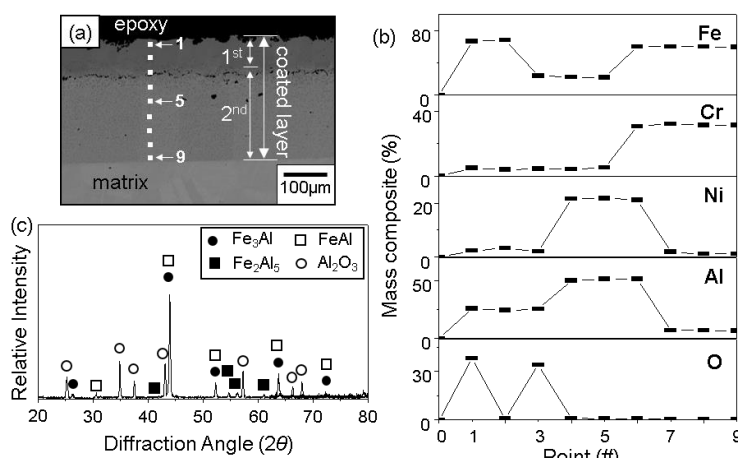 (a)
epoxy
1
1st
5
2nd
coated layer
9
matrix
100μm
(b)
Mass composite (%)
80
0
Fe
40
0
Cr
20
0
Ni
50
0
Al
30
0
O
0 1 2 3 4 5 6 7 8 9
Point (#)
(c)
Relative Intensity
● Fe3Al □ FeAl
■ Fe2Al5 ○ Al2O3
20 30 40 50 60 70 80
Diffraction Angle (2θ)